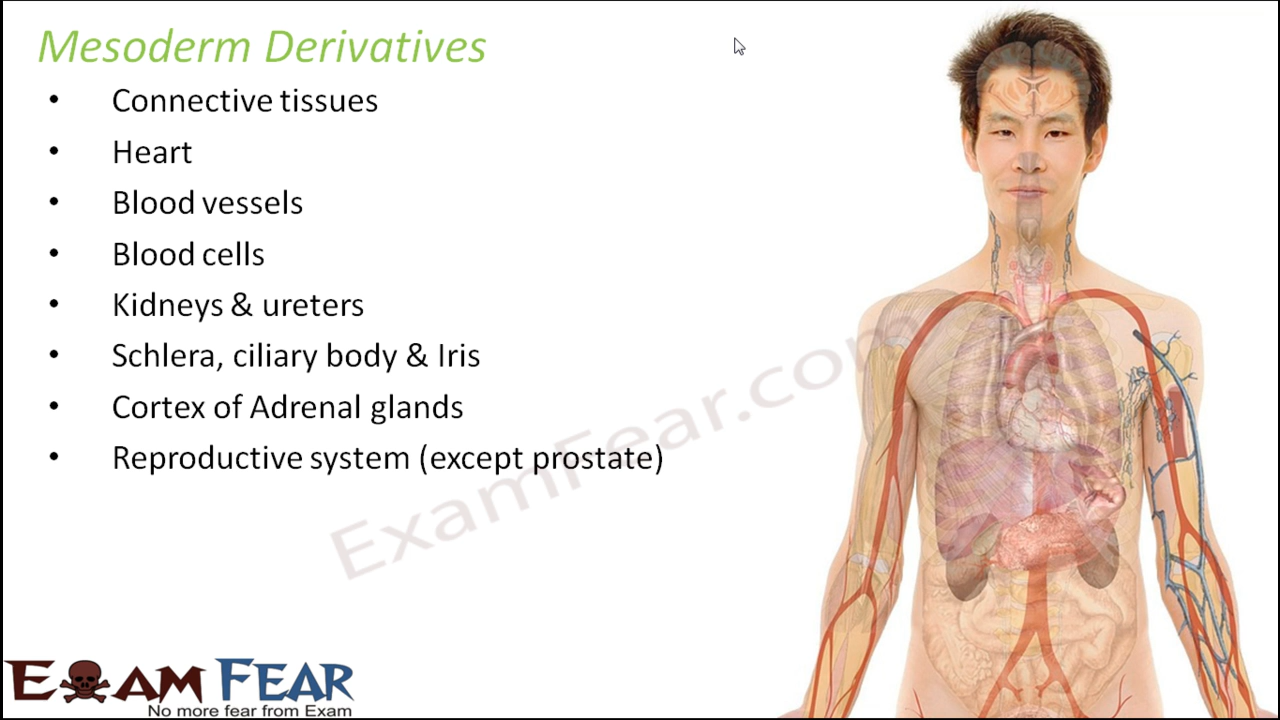 Mesoderm Derivatives
• Connective tissues
• Heart
• Blood vessels
• Blood cells
• Kidneys & ureters
• Schlera, ciliary body & Iris
• Cortex of Adrenal glands
• Reproductive system (except prostate)
ExamFear.com
EXAM FEAR
No more fear from Exam